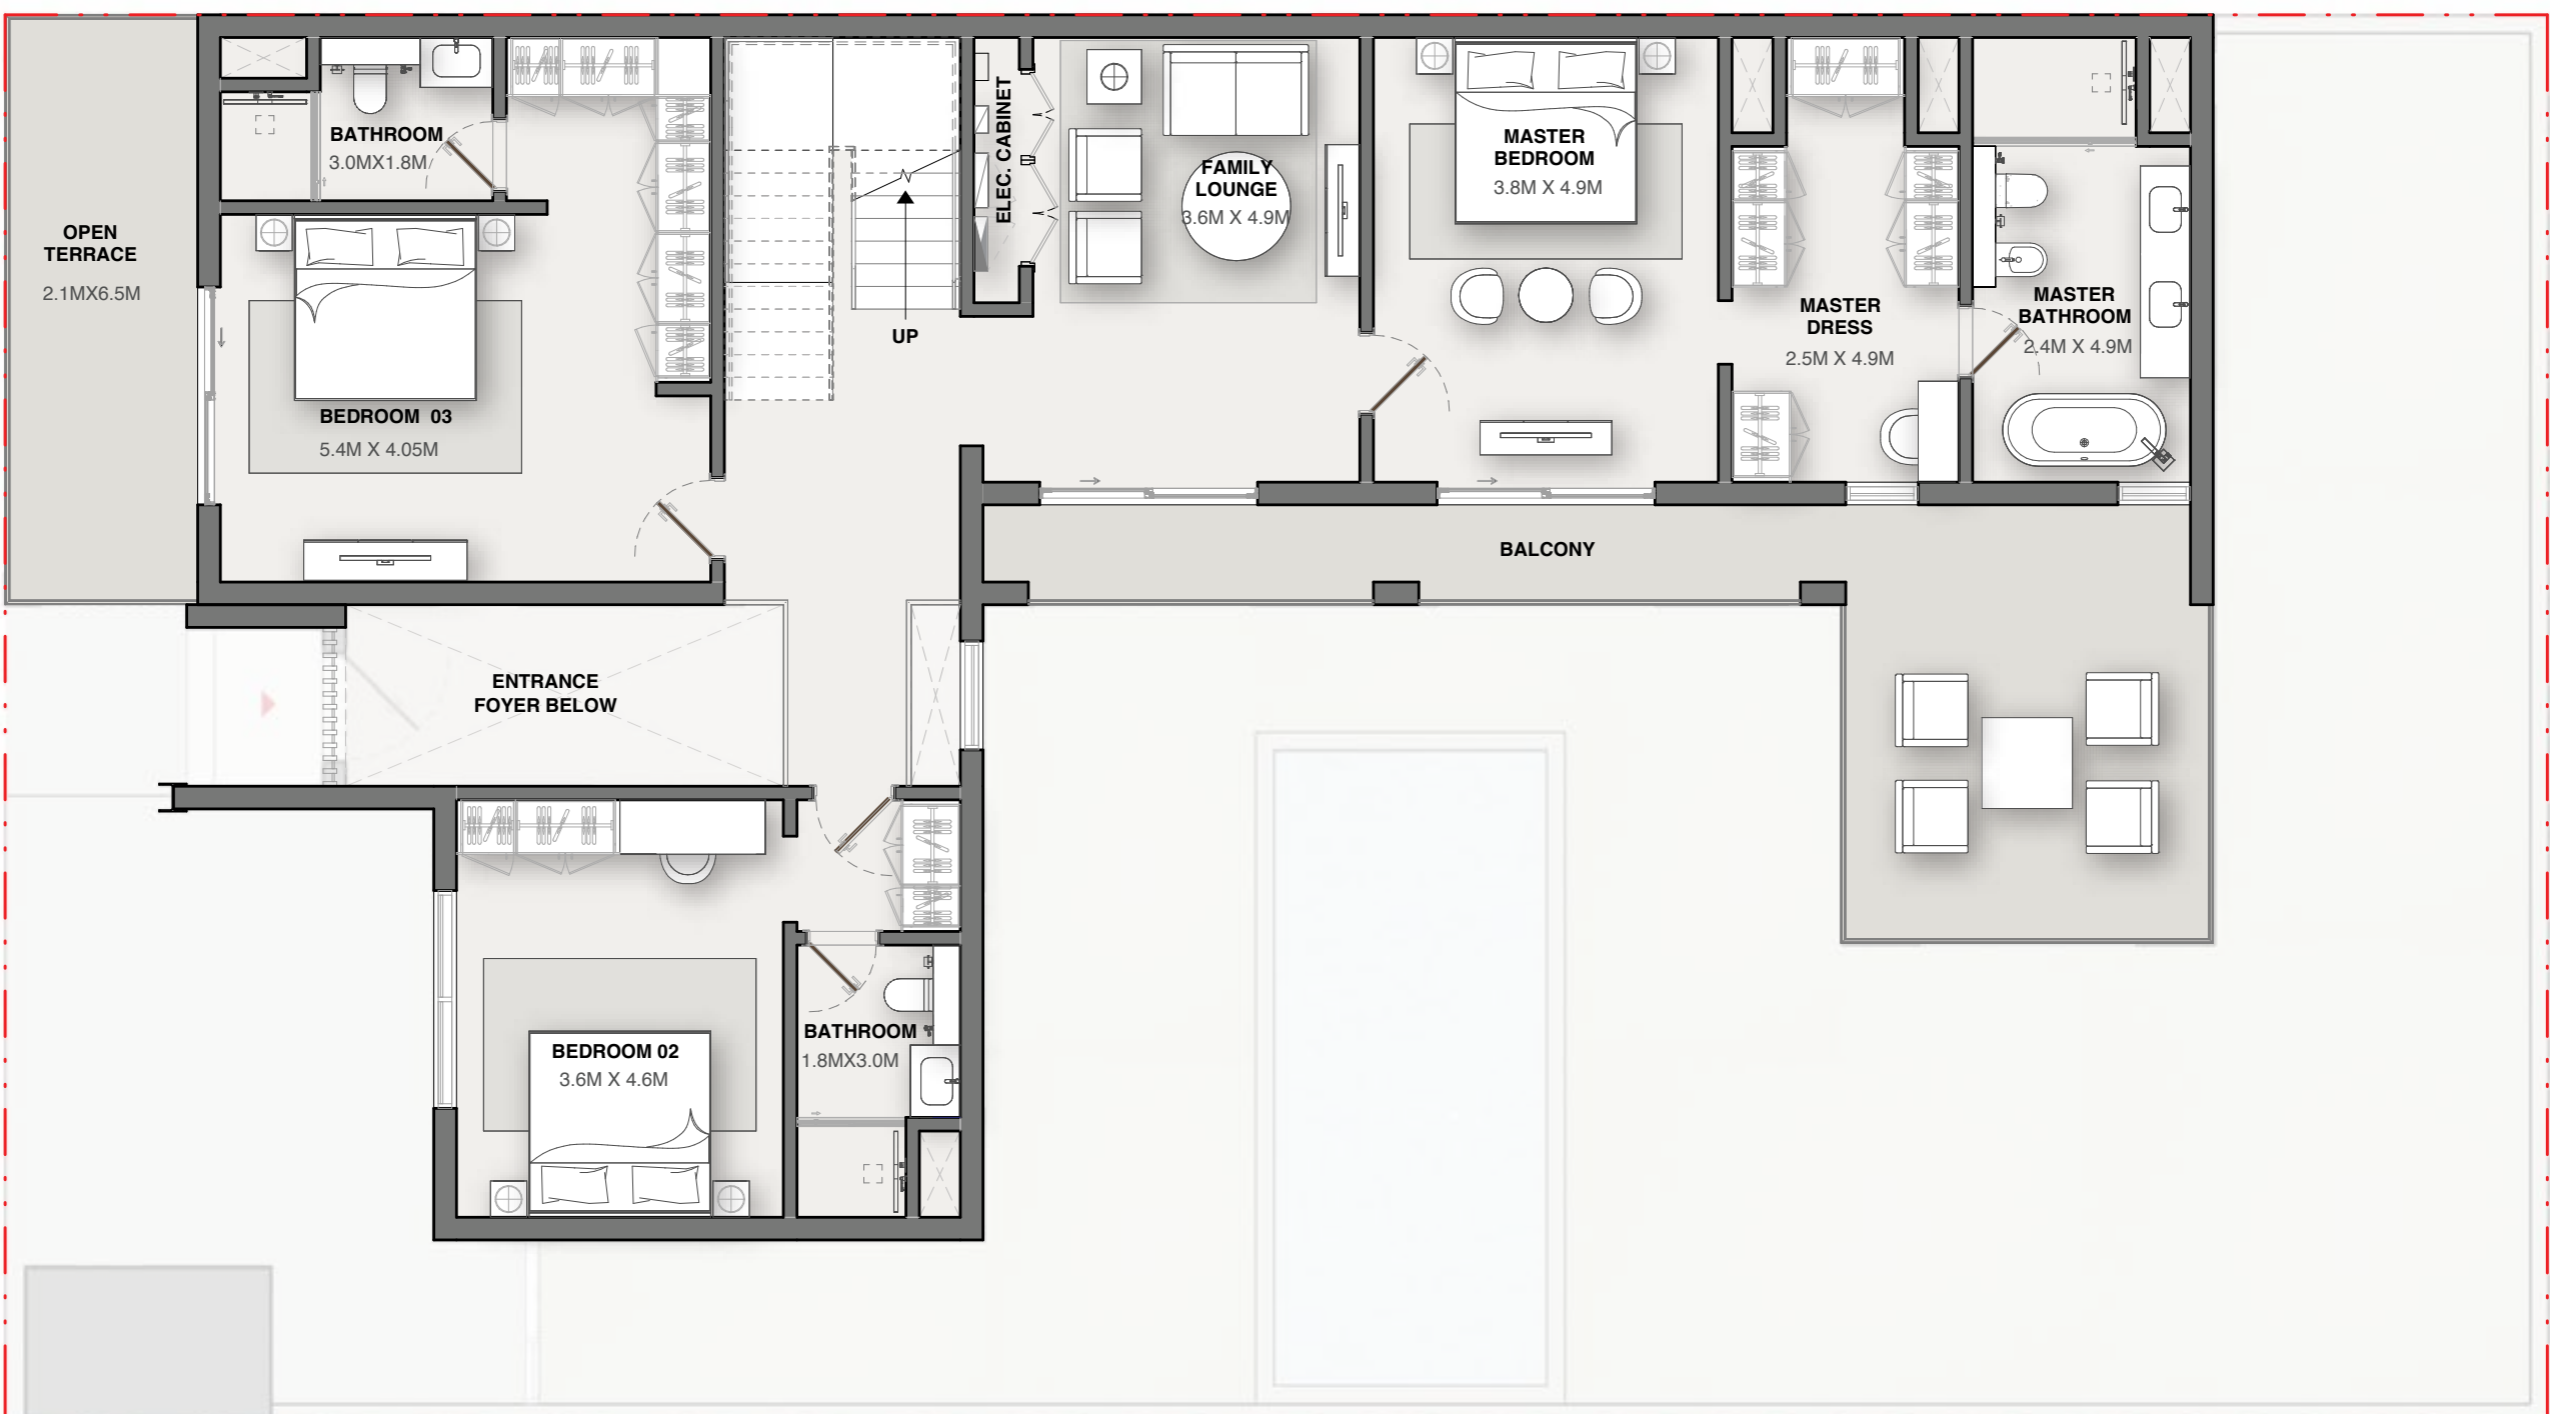 OPEN
TERRACE
2.1MX6.5M
BATHROOM
3.0MX1.8M
BEDROOM  03
5.4M X 4.05M
UP
ELEC. CABINET
FAMILY
LOUNGE
3.6M X 4.9M
MASTER
BEDROOM
3.8M X 4.9M
MASTER
DRESS
2.5M X 4.9M
MASTER
BATHROOM
2.4M X 4.9M
BALCONY
ENTRANCE
FOYER BELOW
BEDROOM 02
3.6M X 4.6M
BATHROOM
1.8MX3.0M